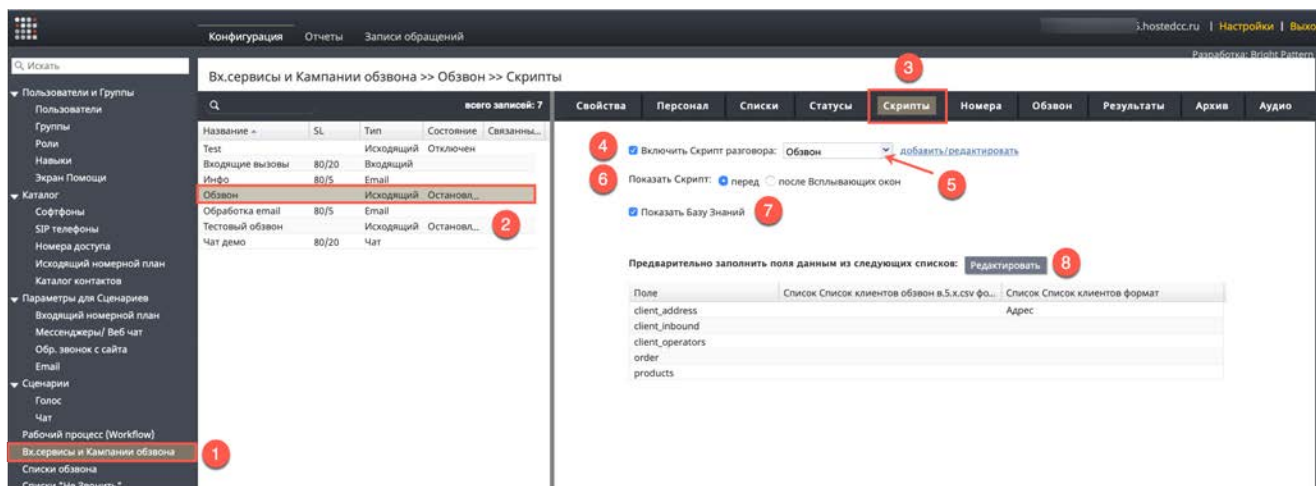 Конфигурация Отчеты Записи обращений
.hostedcc.ru | Настройки | Выхо
Разработка: Bright Pattern
Искать
Пользователи и Группы
Пользователи
Группы
Роли
Навыки
Экран Помощи
Каталог
Софтфоны
SIP телефоны
Номера доступа
Исходящий номерной план
Каталог контактов
Параметры для Сценариев
Входящий номерной план
Мессенджеры/ Веб чат
Обр. звонок с сайта
Email
Сценарии
Голос
Чат
Рабочий процесс (Workflow)
Вх.сервисы и Кампании обзвона 1
Списки обзвона
Списки "Не Звонить"
Вх.сервисы и Кампании обзвона >> Обзвон >> Скрипты
всего записей: 7
Название SL Тип Состояние Связанны...
Test Исходящий Отключен
Входящие вызовы 80/20 Входящий
Инфо 80/5 Email
Обзвон Исходящий Остановл...
Обработка email 80/5 Email
Тестовый обзвон Исходящий Остановл... 2
Чат демо 80/20 Чат
3
Свойства Персонал Списки Статусы Скрипты Номера Обзвон Результаты Архив Аудио
4 Включить Скрипт разговора: Обзвон добавить/редактировать
5
6 Показать Скрипт: перед после Всплывающих окон
Показать Базу Знаний 7
Предварительно заполнить поля данным из следующих списков: Редактировать 8
Поле Список Список клиентов обзвон в.5.x.csv фо... Список Список клиентов формат
client_address Адрес
client_inbound
client_operators
order
products